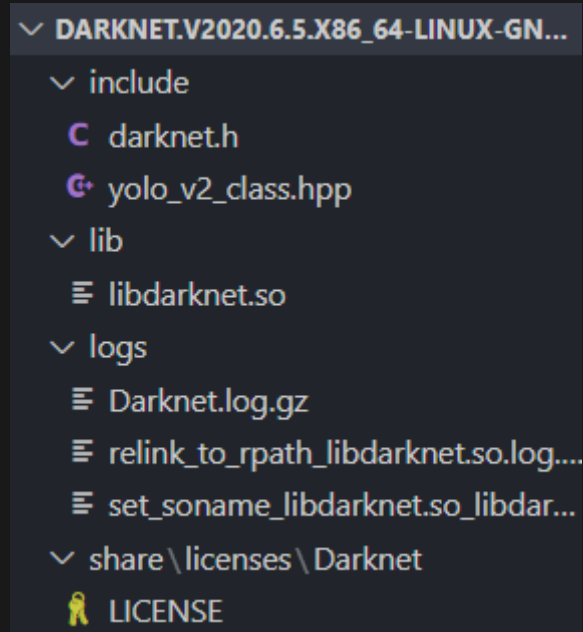 DARKNET.V2020.6.5.X86_64-LINUX-GN...
include
C darknet.h
C+ yolo_v2_class.hpp
lib
libdarknet.so
logs
Darknet.log.gz
relink_to_rpath_libdarknet.so.log....
set_soname_libdarknet.so_libdar...
share\licenses\Darknet
LICENSE